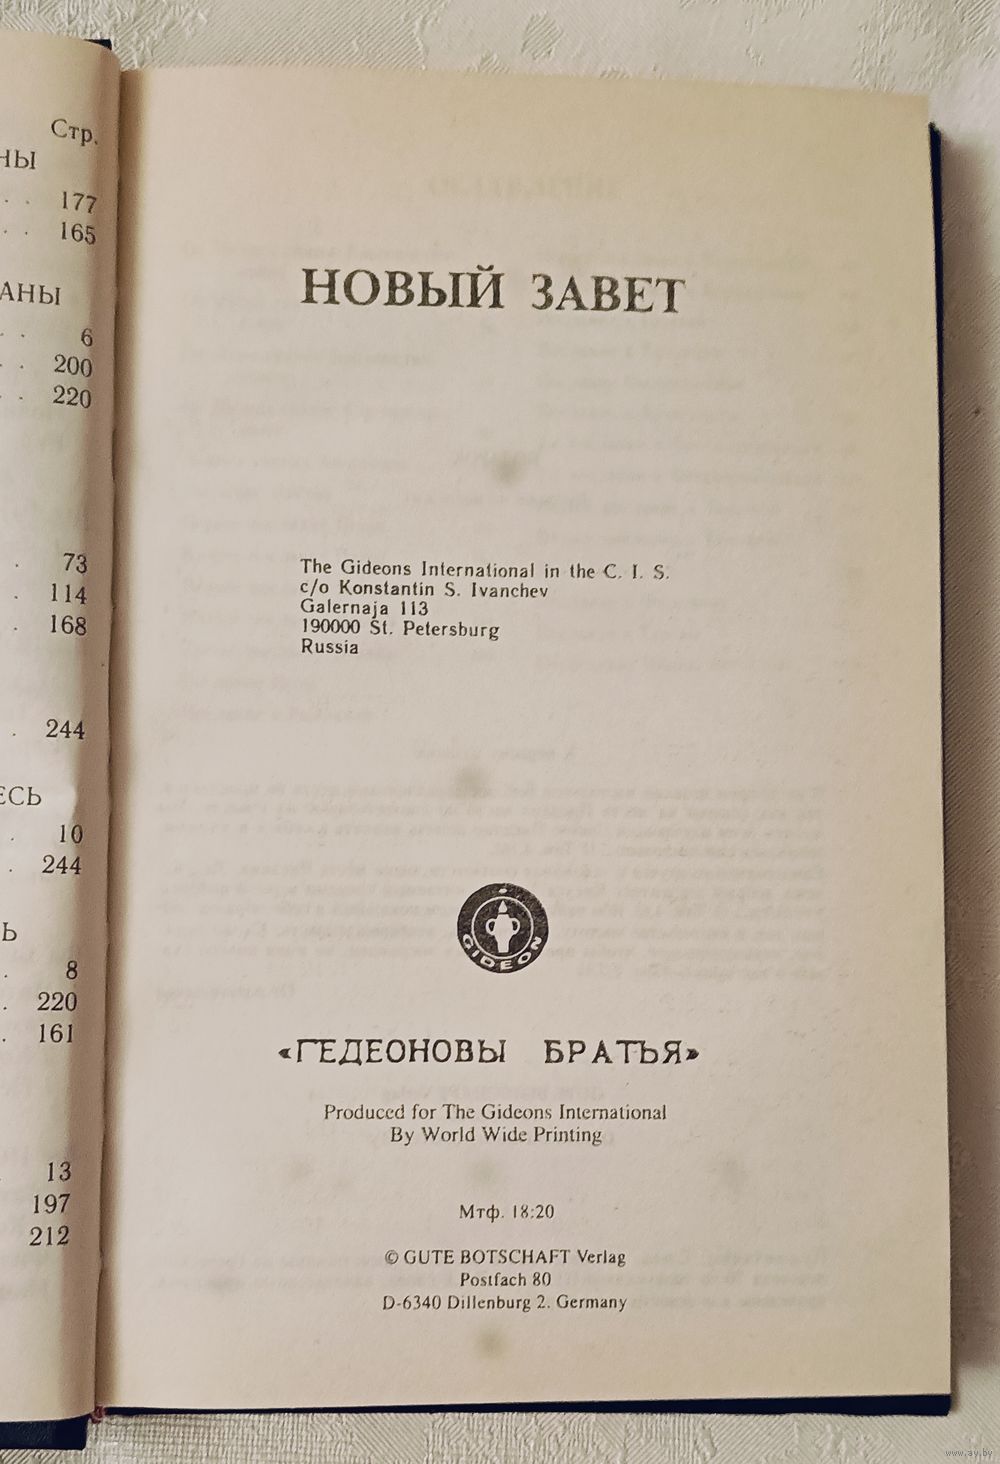 Стр.
НЫ
177
165
АНЫ
6
200
220
73
114
168
244
ЕСЬ
10
244
Ь
8
220
161
13
197
212
НОВЫЙ ЗАВЕТ
The Gideons International in the C. I. S.
c/o Konstantin S. Ivanchev
Galernaja 113
190000 St. Petersburg
Russia
GIDEON
«ГЕДЕОНОВЫ БРАТЬЯ»
Produced for The Gideons International
By World Wide Printing
Мтф. 18:20
© GUTE BOTSCHAFT Verlag
Postfach 80
D-6340 Dillenburg 2. Germany
www.ay.by